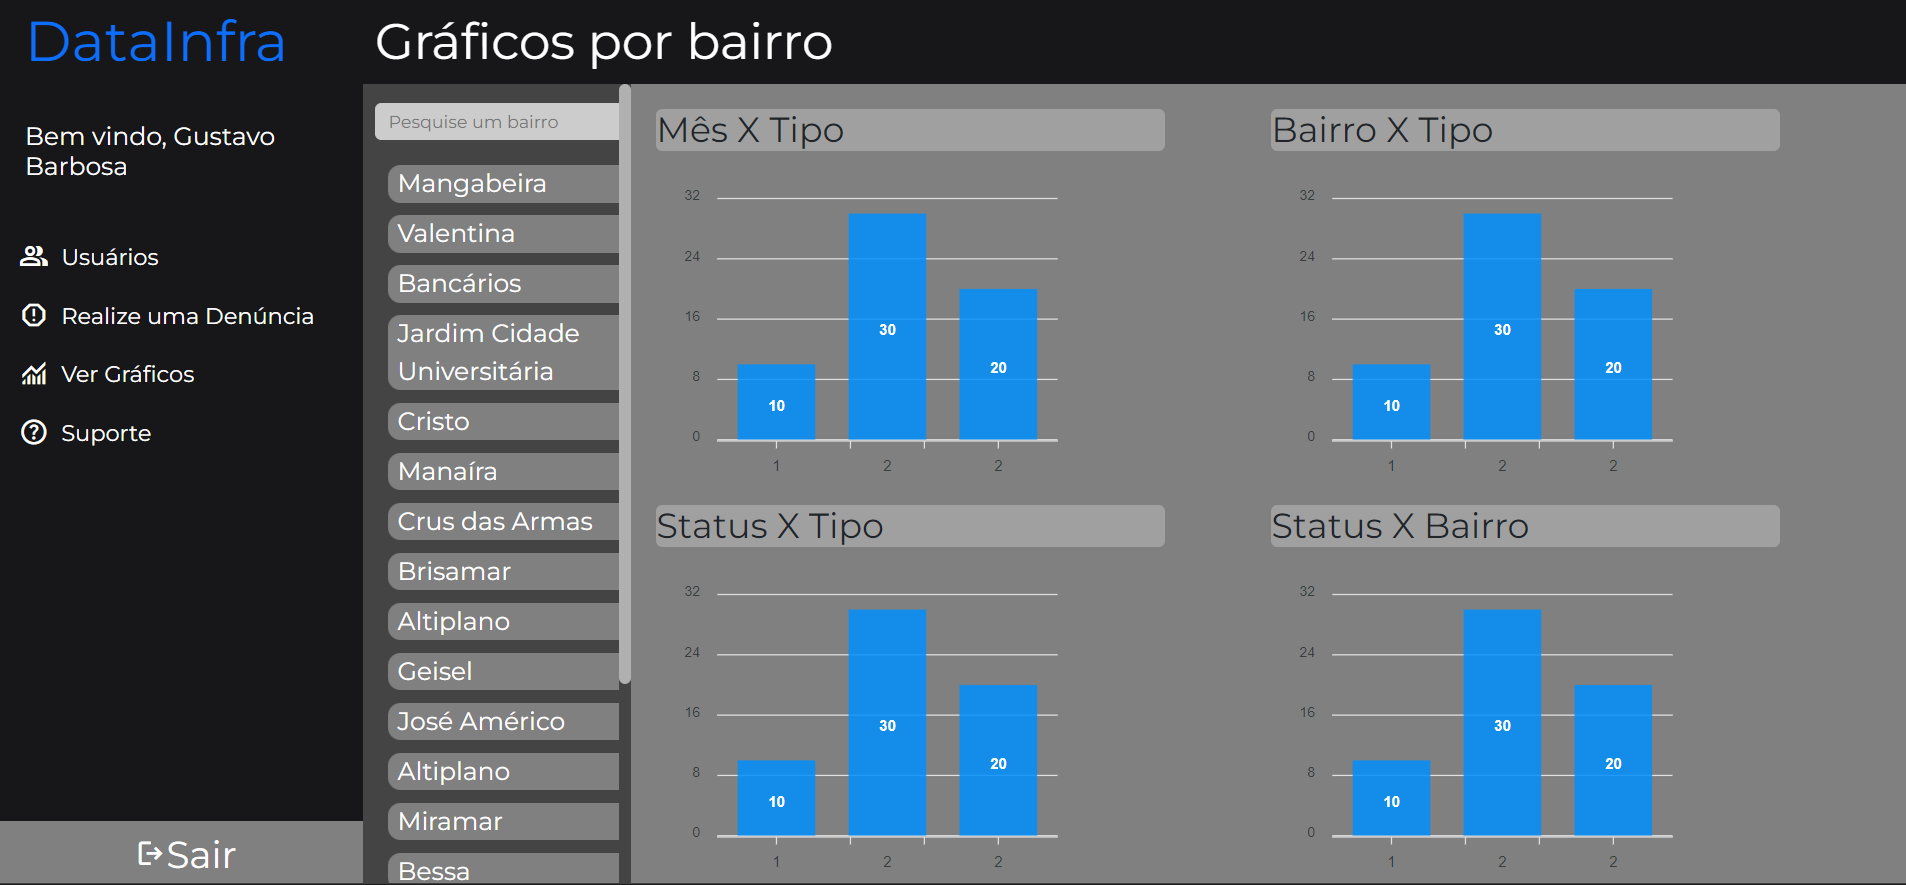 DataInfra
Gráficos por bairro
Bem vindo, Gustavo
Barbosa
Usuários
Realize uma Denúncia
Ver Gráficos
Suporte
Sair
Pesquise um bairro
Mangabeira
Valentina
Bancários
Jardim Cidade
Universitária
Cristo
Manaíra
Crus das Armas
Brisamar
Altiplano
Geisel
José Américo
Altiplano
Miramar
Bessa
Mês X Tipo
32
24
16
8
0
10
30
20
1 2 2
Bairro X Tipo
32
24
16
8
0
10
30
20
1 2 2
Status X Tipo
32
24
16
8
0
10
30
20
1 2 2
Status X Bairro
32
24
16
8
0
10
30
20
1 2 2